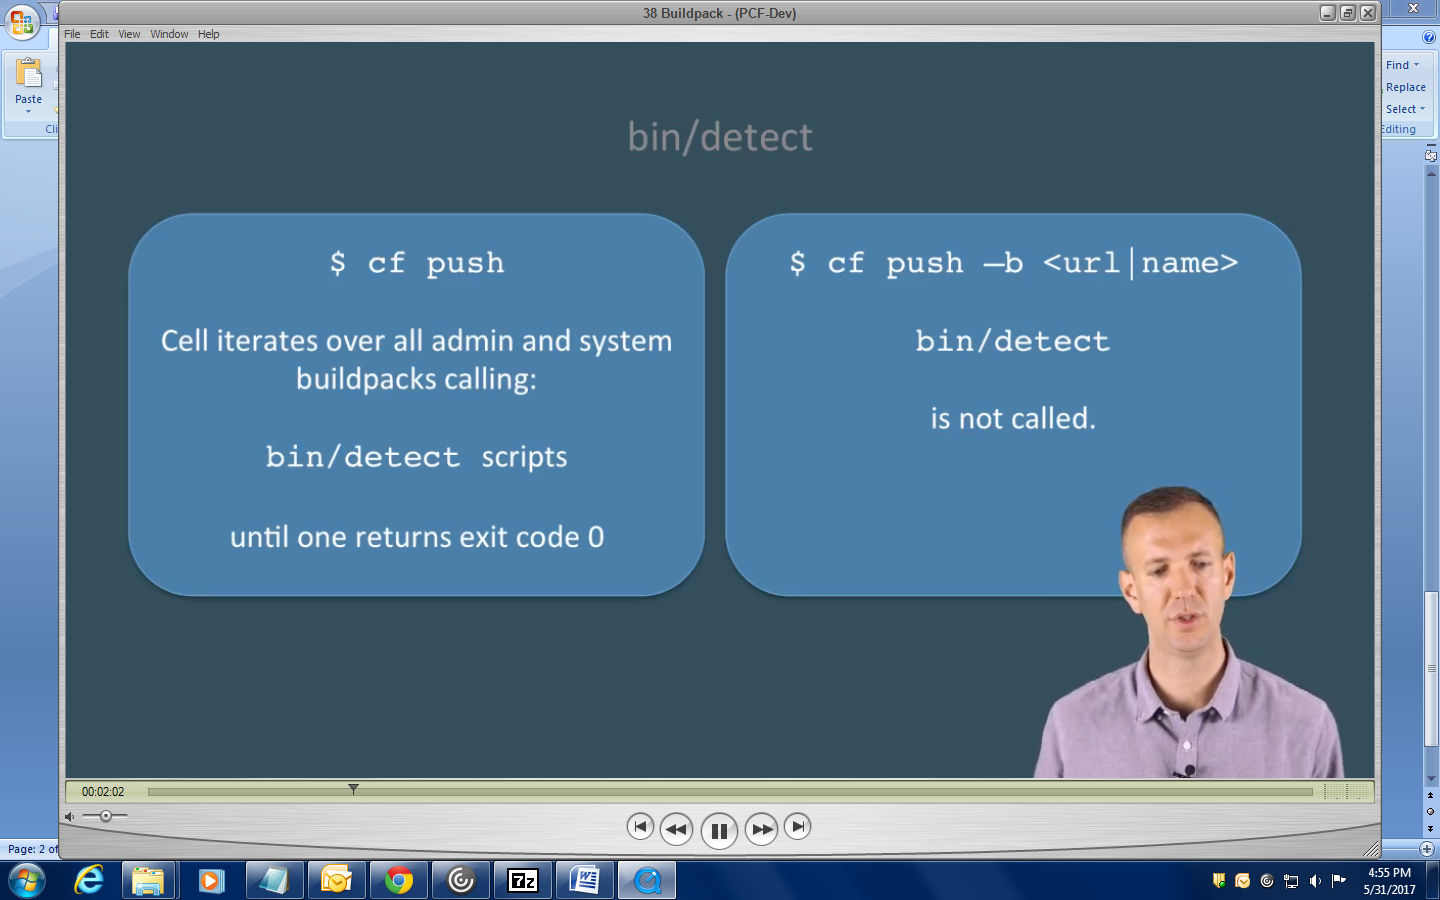 38 Buildpack - (PCF-Dev)
File Edit View Window Help
Paste
Cli
Find
Replace
Select
Editing
bin/detect
$ cf push
Cell iterates over all admin and system
buildpacks calling:
bin/detect scripts
until one returns exit code 0
$ cf push –b <url|name>
bin/detect
is not called.
00:02:02
Page: 2 of
7z
4:55 PM
5/31/2017